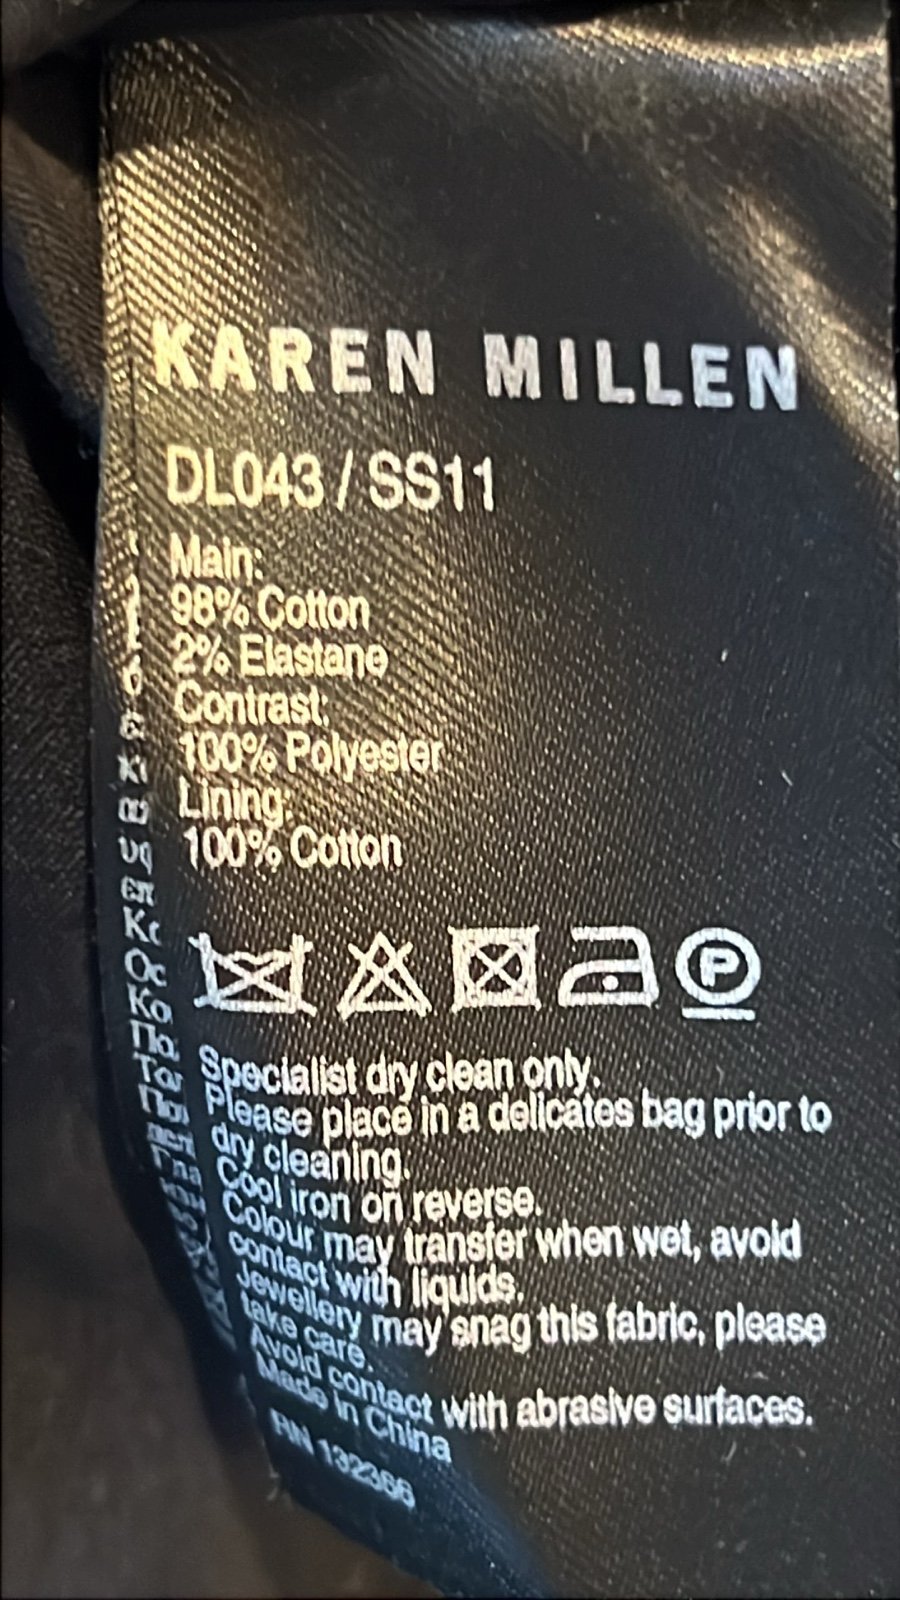 KAREN MILLEN
DL043 / SS11
Main:
98% Cotton
2% Elastane
Contrast:
100% Polyester
Lining:
100% Cotton
P
Specialist dry clean only.
Please place in a delicates bag prior to
dry cleaning.
Cool iron on reverse.
Colour may transfer when wet, avoid
contact with liquids.
Jewellery may snag this fabric, please
take care.
Avoid contact with abrasive surfaces.
Made in China
RN 132366